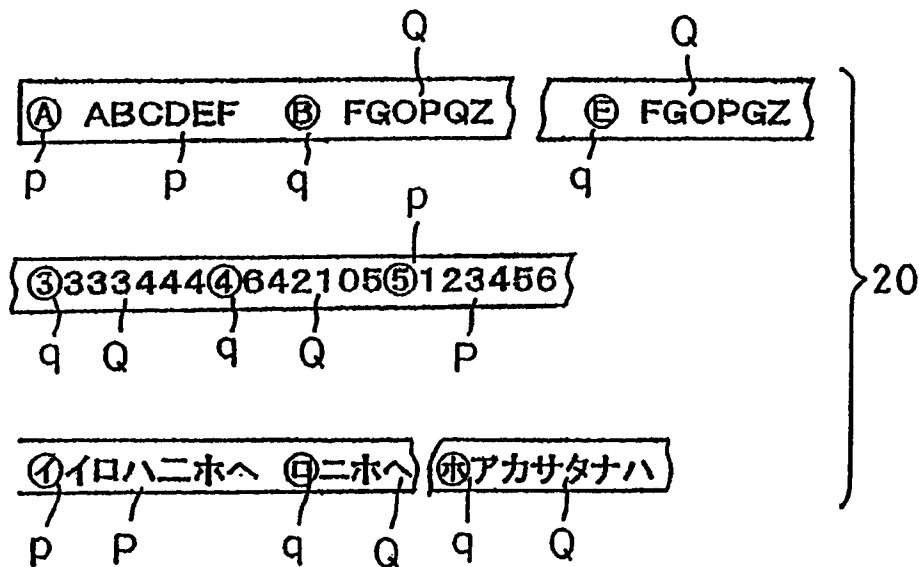 Q Q
Ⓐ ABCDEF Ⓑ FGOPQZ Ⓔ FGOPGZ
p p q q
p
③333444④642105⑤123456
20
q Q q Q P
㋑イロハニホヘ ㋺ニホヘ ㋭アカサタナハ
p P q Q q Q